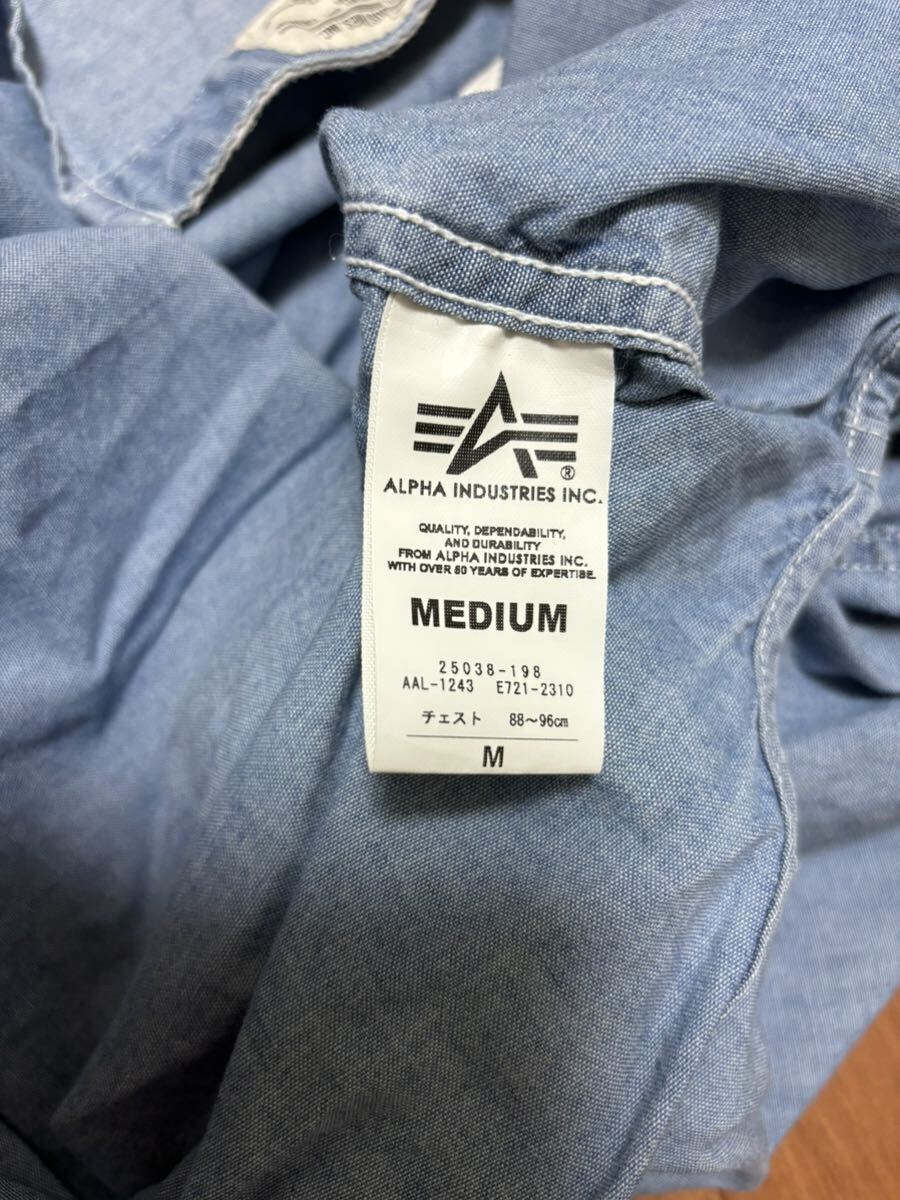 ®
ALPHA INDUSTRIES INC.
QUALITY, DEPENDABILITY,
AND DURABILITY
FROM ALPHA INDUSTRIES INC.
WITH OVER 50 YEARS OF EXPERTISE.
MEDIUM
25038-198
AAL-1243 E721-2310
チェスト 88～96cm
M